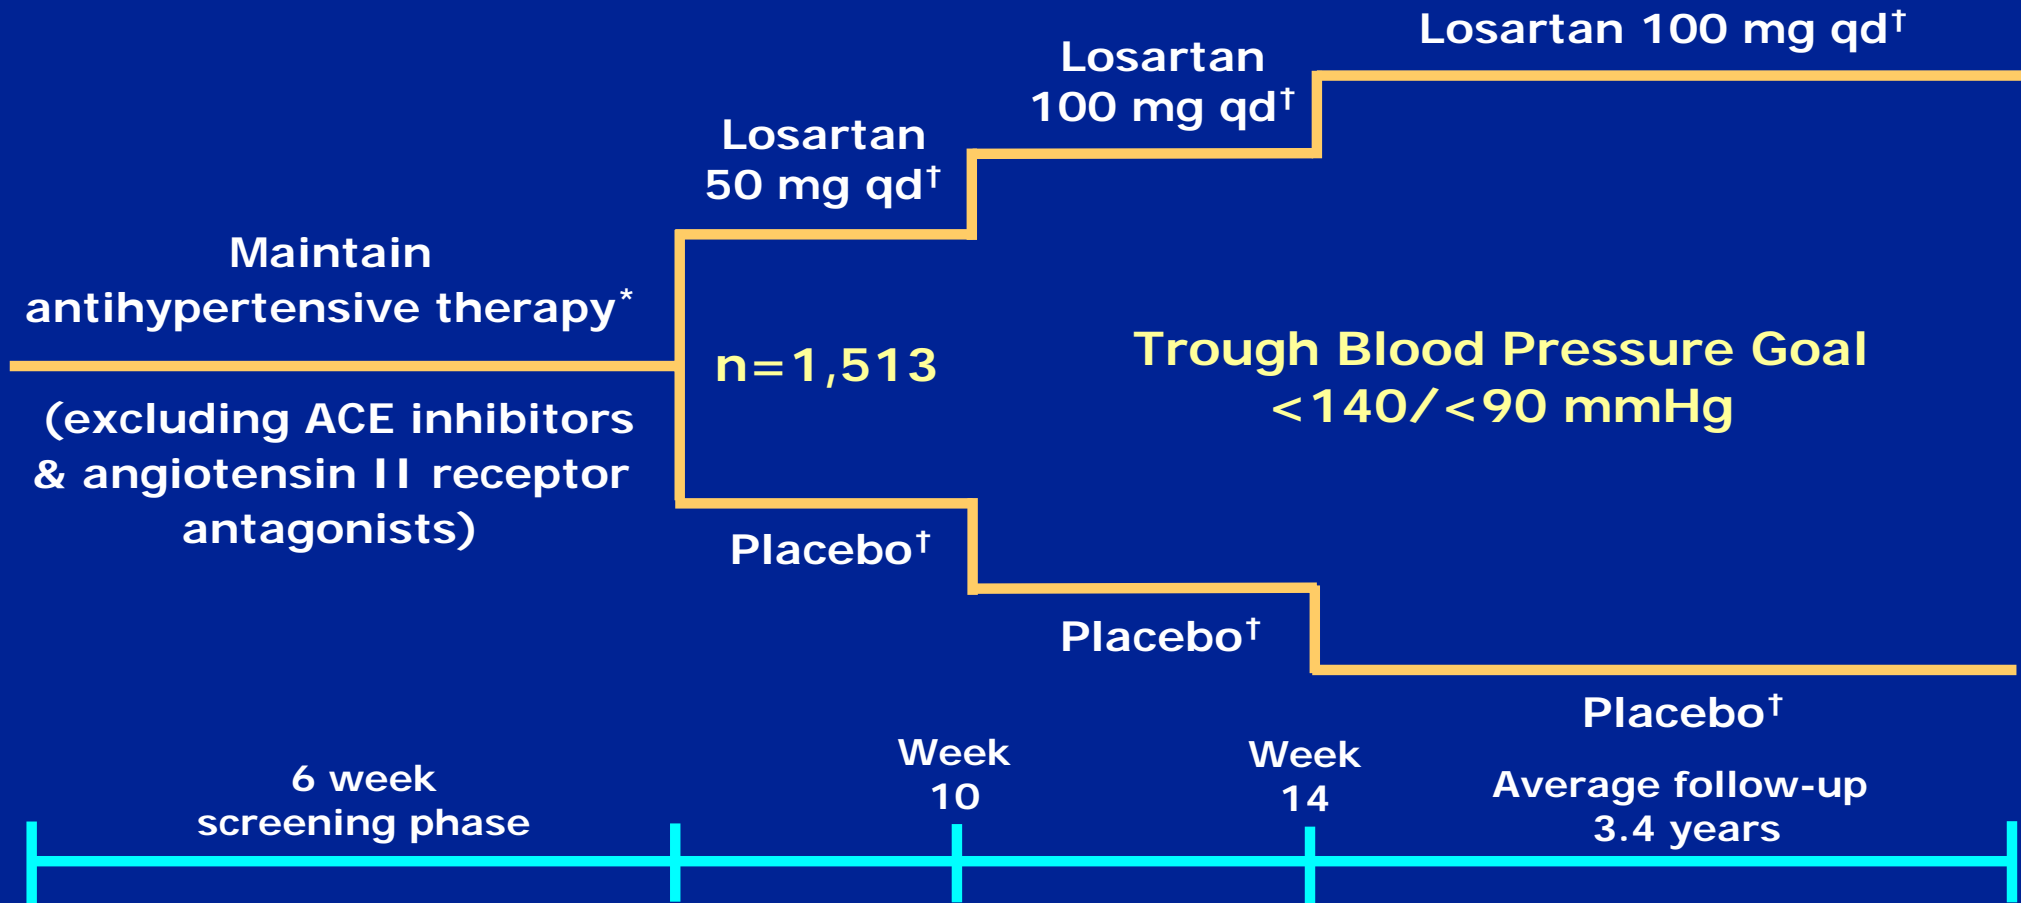 Losartan 100 mg qd†
Losartan
100 mg qd†
Losartan
50 mg qd†
Maintain
antihypertensive therapy*
(excluding ACE inhibitors
& angiotensin II receptor
antagonists)
n=1,513
Trough Blood Pressure Goal
<140/<90 mmHg
Placebo†
Placebo†
Placebo†
6 week
screening phase
Week
10
Week
14
Average follow-up
3.4 years